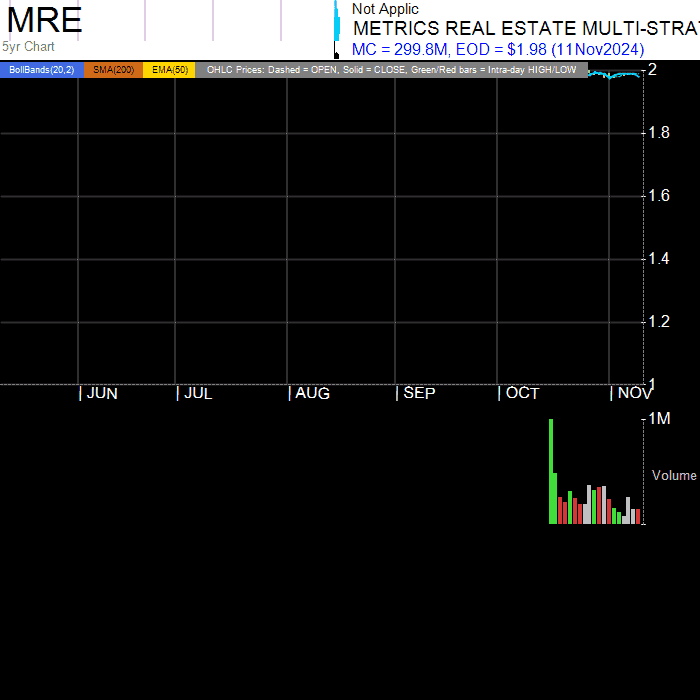 MRE
5yr Chart
Not Applic
METRICS REAL ESTATE MULTI-STRAT
MC = 299.8M, EOD = $1.98 (11Nov2024)
BollBands(20,2) SMA(200) EMA(50) OHLC Prices: Dashed = OPEN, Solid = CLOSE, Green/Red bars = Intra-day HIGH/LOW
2
1.8
1.6
1.4
1.2
1
| JUN | JUL | AUG | SEP | OCT | NOV
1M
Volume